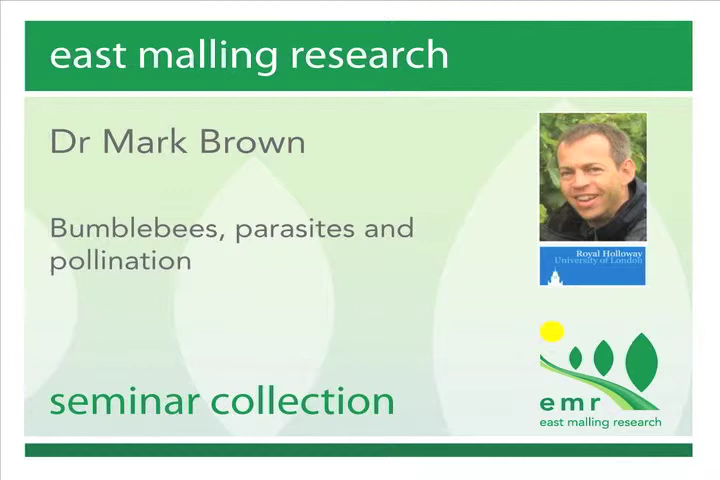 east malling research
Dr Mark Brown
Bumblebees, parasites and
pollination
Royal Holloway
University of London
seminar collection
emr
east malling research